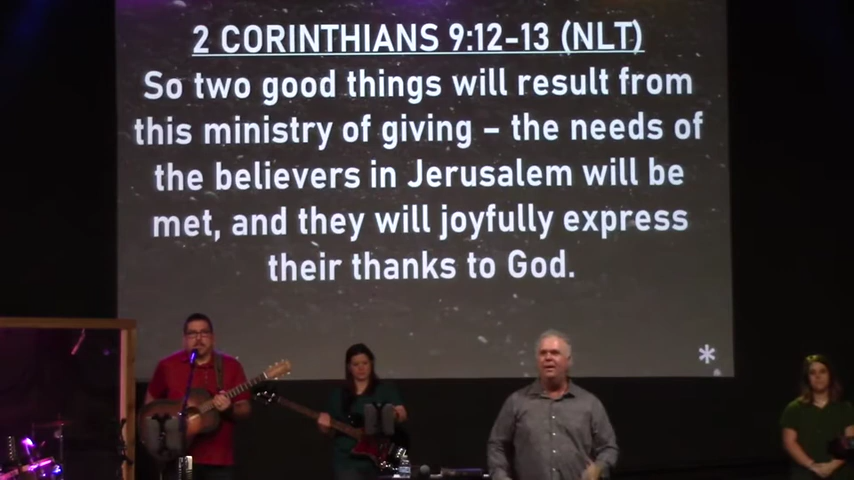 2 CORINTHIANS 9:12-13 (NLT)
So two good things will result from
this ministry of giving – the needs of
the believers in Jerusalem will be
met, and they will joyfully express
their thanks to God.
*